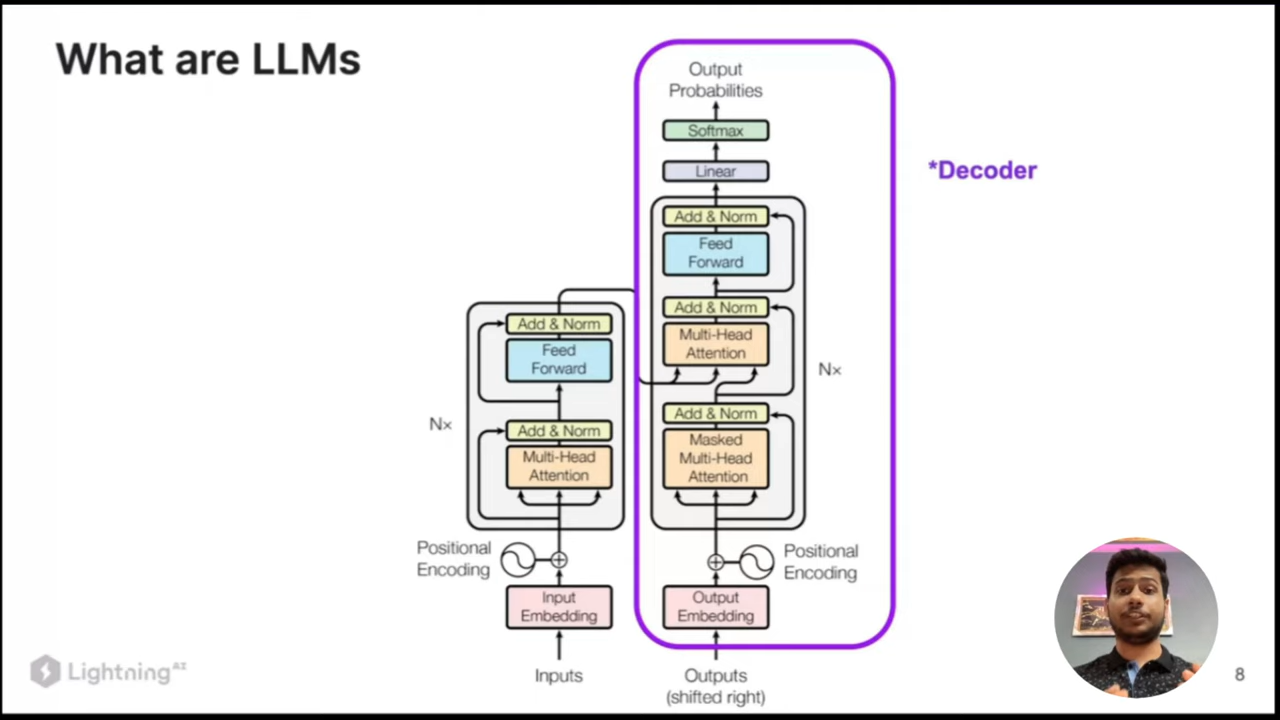 What are LLMs
Output
Probabilities
Softmax
Linear
*Decoder
Add & Norm
Feed
Forward
Add & Norm
Multi-Head
Attention
Nx
Add & Norm
Masked
Multi-Head
Attention
Positional
Encoding
Output
Embedding
Outputs
(shifted right)
Add & Norm
Feed
Forward
Nx
Add & Norm
Multi-Head
Attention
Positional
Encoding
Input
Embedding
Inputs
Lightning AI
8